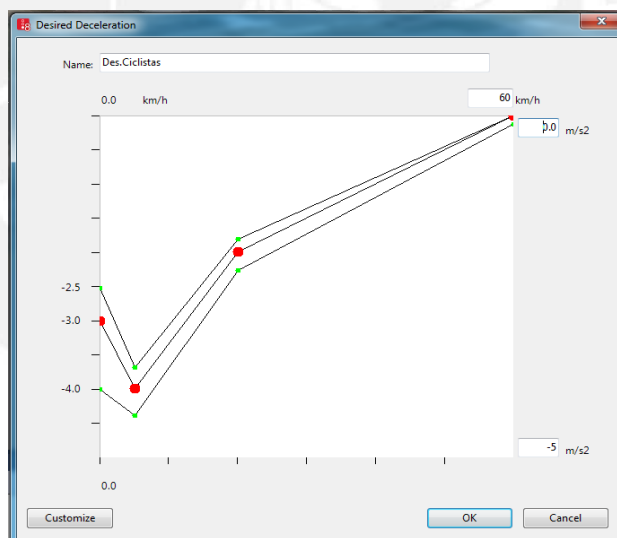 Desired Deceleration
Name: Des.Ciclistas
0.0 km/h 60 km/h
0.0 m/s2
-2.5
-3.0
-4.0
-5 m/s2
0.0
Customize OK Cancel